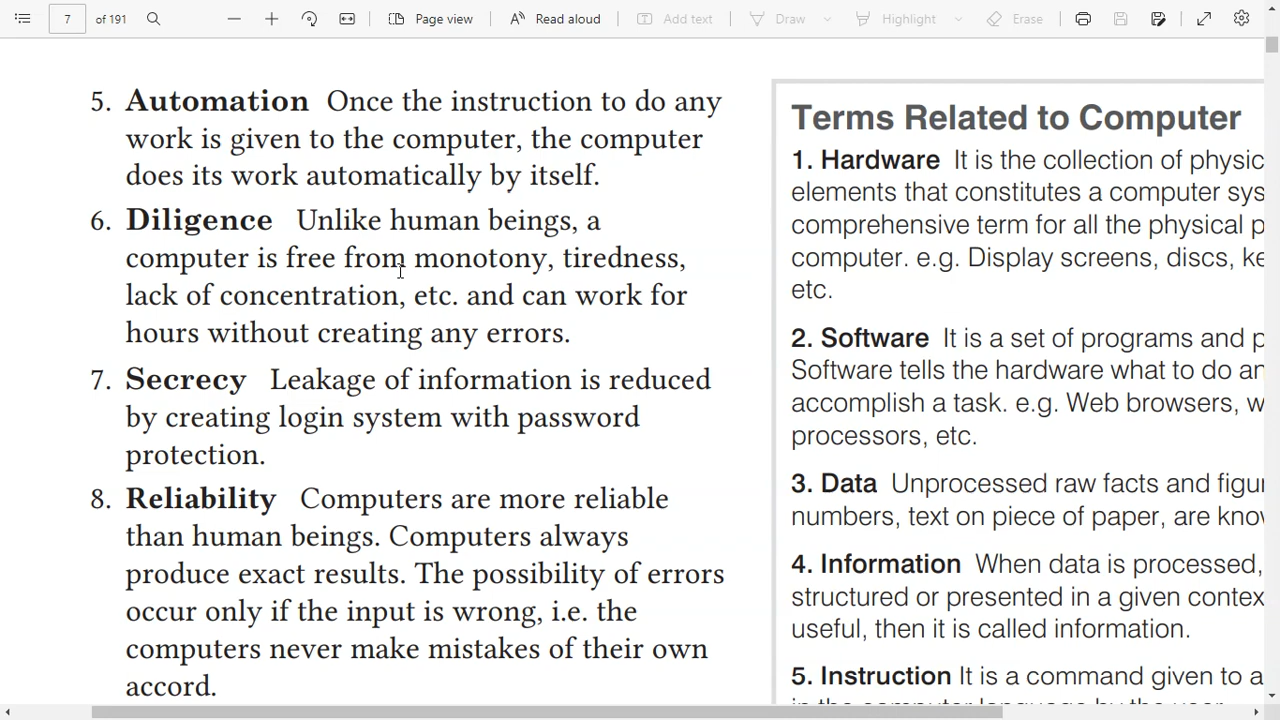 7 of 191 Page view Read aloud Add text Draw Highlight Erase
5. Automation Once the instruction to do any
work is given to the computer, the computer
does its work automatically by itself.
6. Diligence Unlike human beings, a
computer is free from monotony, tiredness,
lack of concentration, etc. and can work for
hours without creating any errors.
7. Secrecy Leakage of information is reduced
by creating login system with password
protection.
8. Reliability Computers are more reliable
than human beings. Computers always
produce exact results. The possibility of errors
occur only if the input is wrong, i.e. the
computers never make mistakes of their own
accord.
Terms Related to Computer
1. Hardware It is the collection of physic
elements that constitutes a computer sys
comprehensive term for all the physical p
computer. e.g. Display screens, discs, ke
etc.
2. Software It is a set of programs and p
Software tells the hardware what to do an
accomplish a task. e.g. Web browsers, w
processors, etc.
3. Data Unprocessed raw facts and figu
numbers, text on piece of paper, are kno
4. Information When data is processed,
structured or presented in a given contex
useful, then it is called information.
5. Instruction It is a command given to a
in the computer language by the user.